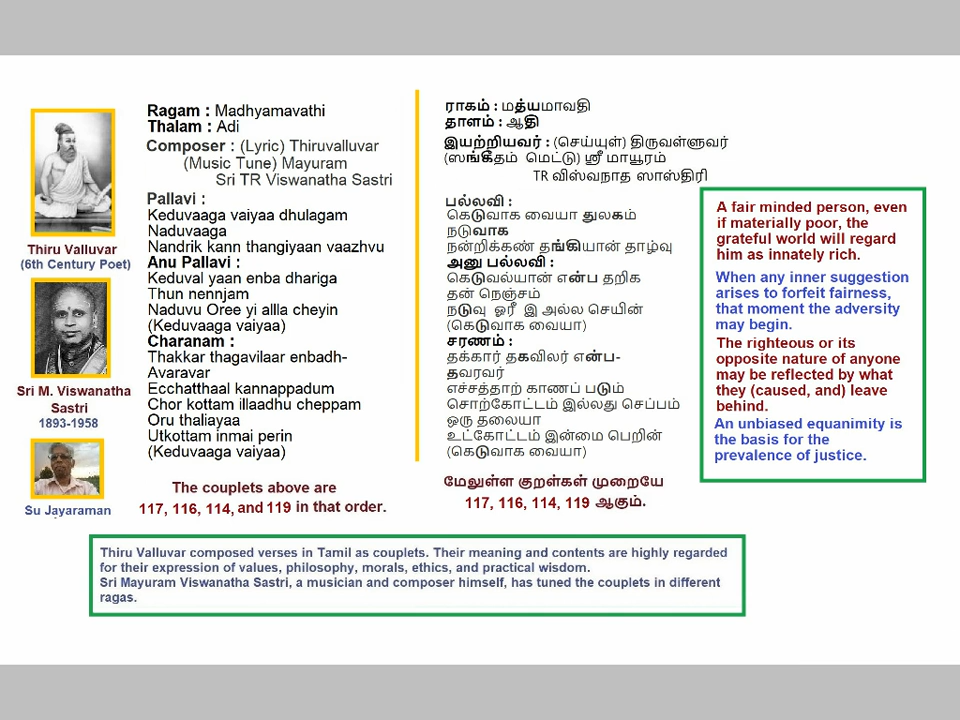 Thiru Valluvar
(6th Century Poet)
Sri M. Viswanatha
Sastri
1893-1958
Su Jayaraman
Ragam : Madhyamavathi
Thalam : Adi
Composer : (Lyric) Thiruvalluvar
(Music Tune) Mayuram
Sri TR Viswanatha Sastri
Pallavi :
Keduvaaga vaiyaa dhulagam
Naduvaaga
Nandrik kann thangiyaan vaazhvu
Anu Pallavi :
Keduval yaan enba dhariga
Thun nennjam
Naduvu Oree yi allla cheyin
(Keduvaaga vaiyaa)
Charanam :
Thakkar thagavilaar enbadh-
Avaravar
Ecchatthaal kannappadum
Chor kottam illaadhu cheppam
Oru thaliyaa
Utkottam inmai perin
(Keduvaaga vaiyaa)
The couplets above are
117, 116, 114, and 119 in that order.
ராகம் : மத்யமாவதி
தாளம் : ஆதி
இயற்றியவர் : (செய்யுள்) திருவள்ளுவர்
(ஸங்கீதம் மெட்டு) ஸ்ரீ மாயூரம்
TR விஸ்வநாத ஸாஸ்திரி
பல்லவி :
கெடுவாக வையா துலகம்
நடுவாக
நன்றிக்கண் தங்கியான் தாழ்வு
அனு பல்லவி :
கெடுவல்யான் என்ப தறிக
தன் நெஞ்சம்
நடுவு ஓரீ இ அல்ல செயின்
(கெடுவாக வையா)
சரணம் :
தக்கார் தகவிலர் என்ப-
தவரவர்
எச்சத்தாற் காணப் படும்
சொற்கோட்டம் இல்லது செப்பம்
ஒரு தலையா
உட்கோட்டம் இன்மை பெறின்
(கெடுவாக வையா)
மேலுள்ள குறள்கள் முறையே
117, 116, 114, 119 ஆகும்.
A fair minded person, even
if materially poor, the
grateful world will regard
him as innately rich.
When any inner suggestion
arises to forfeit fairness,
that moment the adversity
may begin.
The righteous or its
opposite nature of anyone
may be reflected by what
they (caused, and) leave
behind.
An unbiased equanimity is
the basis for the
prevalence of justice.
Thiru Valluvar composed verses in Tamil as couplets. Their meaning and contents are highly regarded
for their expression of values, philosophy, morals, ethics, and practical wisdom.
Sri Mayuram Viswanatha Sastri, a musician and composer himself, has tuned the couplets in different
ragas.